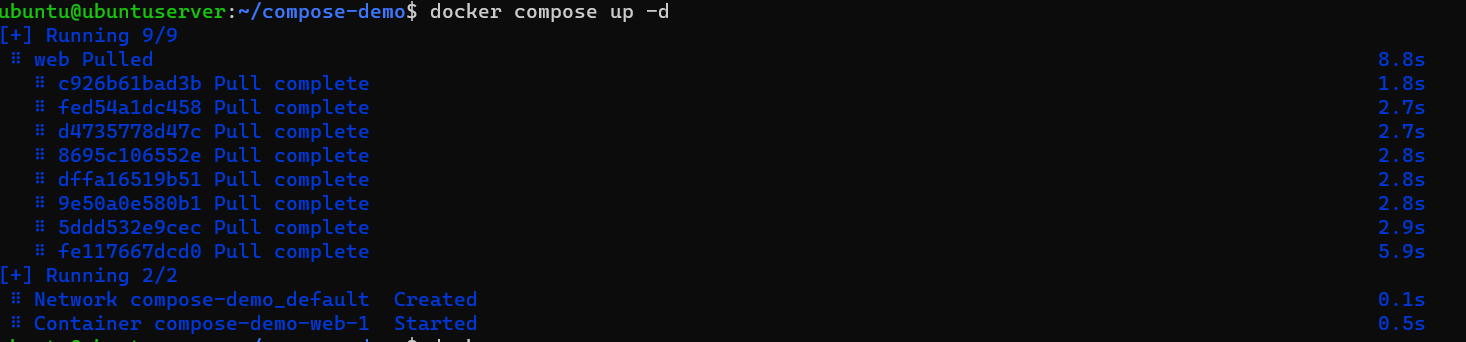 ubuntu@ubuntuserver:~/compose-demo$ docker compose up -d
[+] Running 9/9
⠿ web Pulled 8.8s
⠿ c926b61bad3b Pull complete 1.8s
⠿ fed54a1dc458 Pull complete 2.7s
⠿ d4735778d47c Pull complete 2.7s
⠿ 8695c106552e Pull complete 2.8s
⠿ dffa16519b51 Pull complete 2.8s
⠿ 9e50a0e580b1 Pull complete 2.8s
⠿ 5ddd532e9cec Pull complete 2.9s
⠿ fe117667dcd0 Pull complete 5.9s
[+] Running 2/2
⠿ Network compose-demo_default Created 0.1s
⠿ Container compose-demo-web-1 Started 0.5s